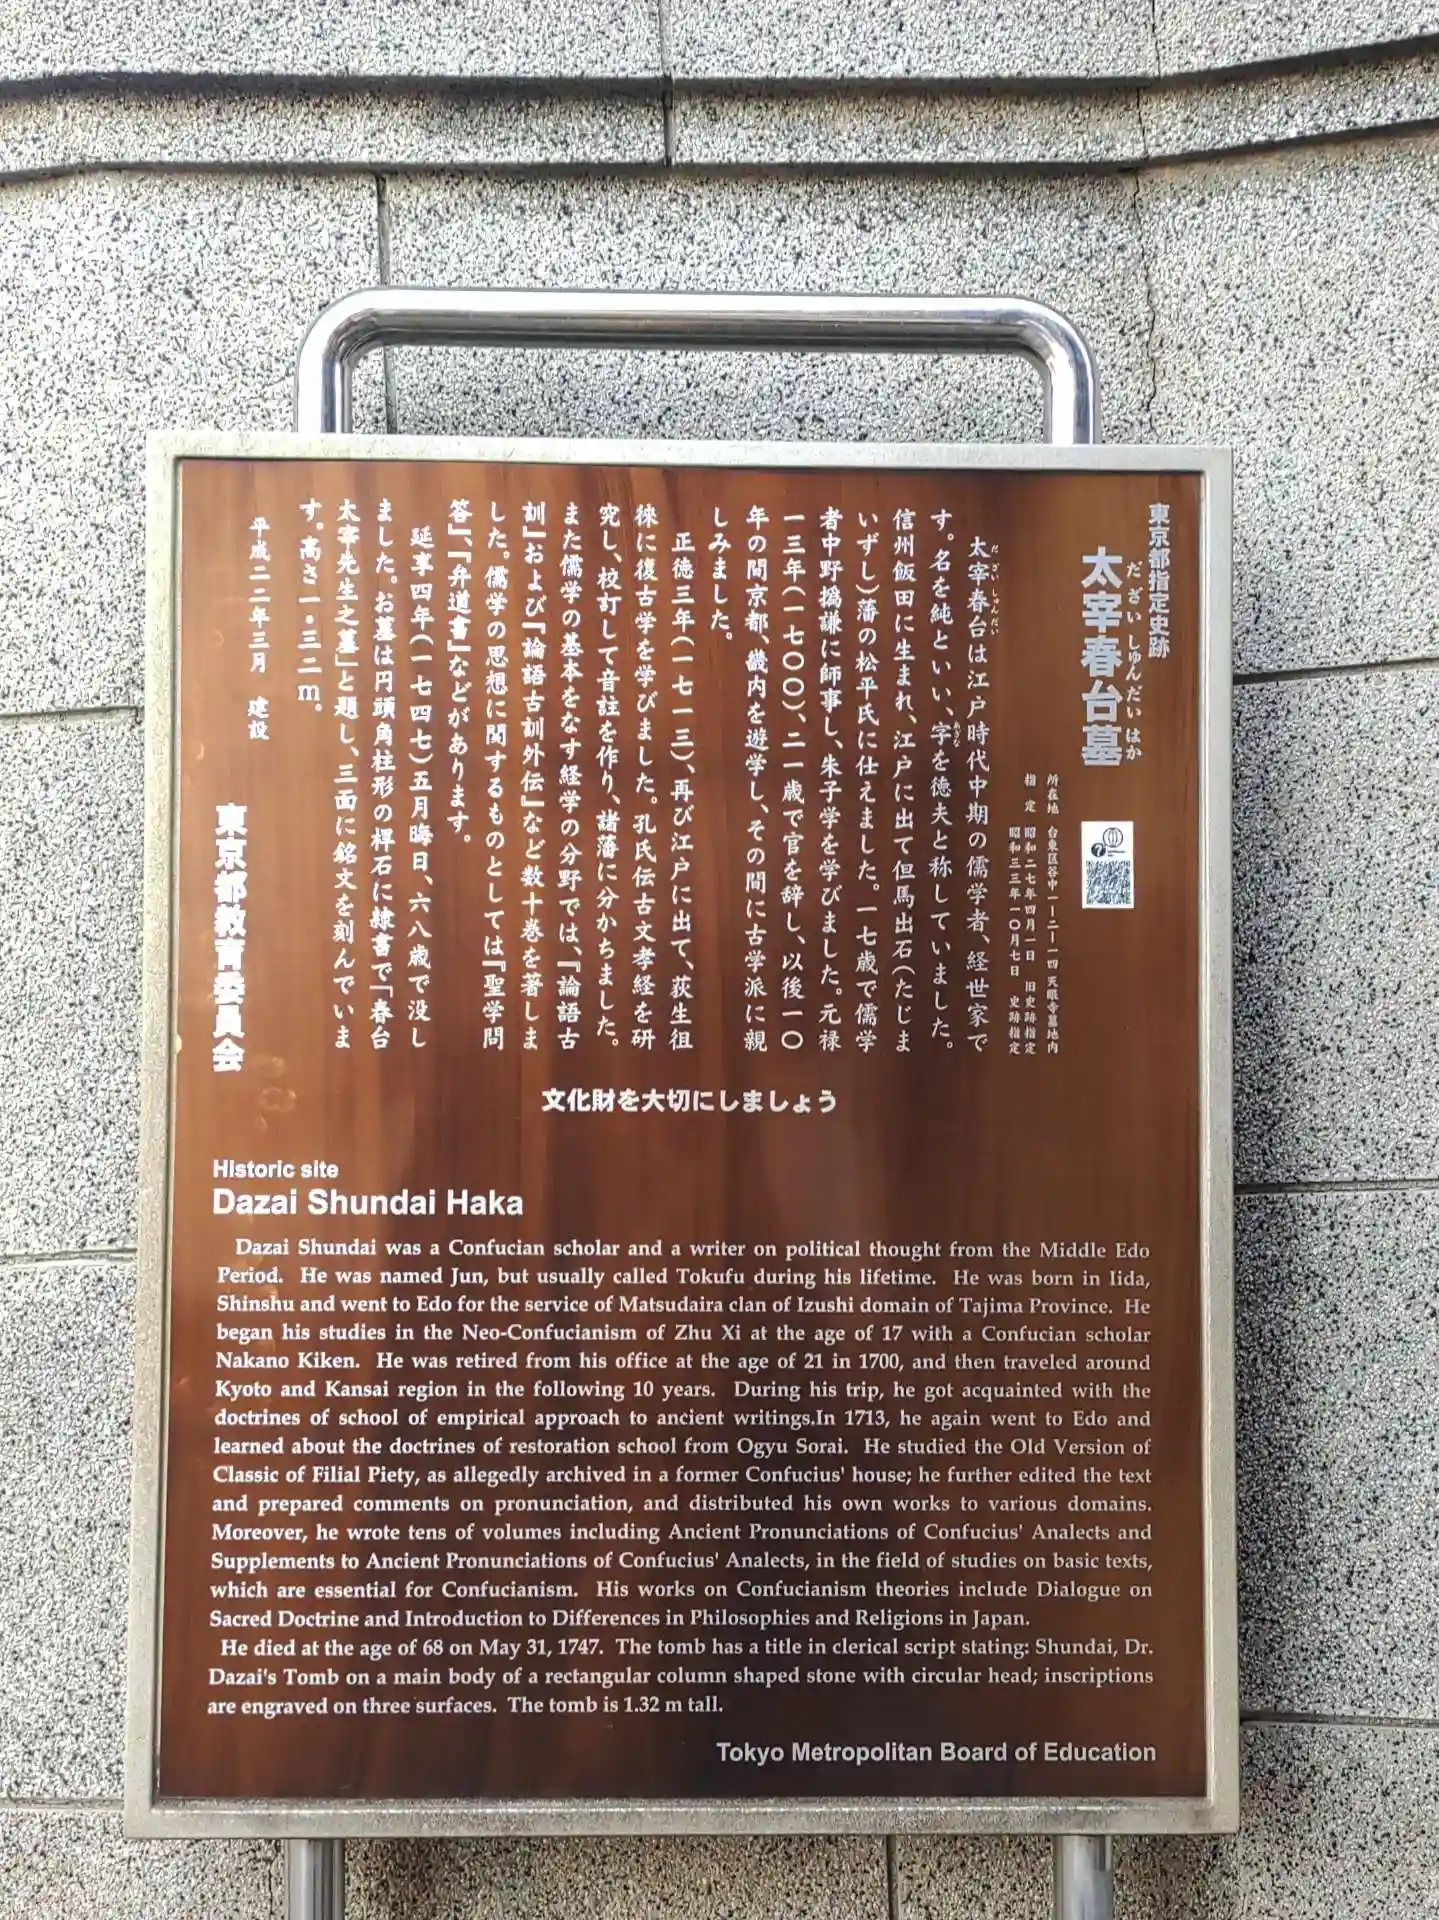 東京都指定史跡
太宰春台墓
だざいしゅんだいはか
所在地　台東区谷中一ー二ー一四　天眼寺墓地内
指　定　昭和二七年四月一日　旧史跡指定
昭和三三年一〇月七日　史跡指定
太宰春台は江戸時代中期の儒学者、経世家で
だざいしゅんだい
す。名を純といい、字を徳夫と称していました。
あざな
信州飯田に生まれ、江戸に出て但馬出石(たじま
いずし)藩の松平氏に仕えました。一七歳で儒学
者中野撝謙に師事し、朱子学を学びました。元禄
一三年(一七〇〇)、二一歳で官を辞し、以後一〇
年の間京都、畿内を遊学し、その間に古学派に親
しみました。
正徳三年(一七一三)、再び江戸に出て、荻生徂
徠に復古学を学びました。孔氏伝古文孝経を研
究し、校訂して音註を作り、諸藩に分かちました。
また儒学の基本をなす経学の分野では、『論語古
訓』および『論語古訓外伝』など数十巻を著しま
した。儒学の思想に関するものとしては『聖学問
答』、『弁道書』などがあります。
延享四年(一七四七)五月晦日、六八歳で没し
ました。お墓は円頭角柱形の桿石に隷書で「春台
太宰先生之墓」と題し、三面に銘文を刻んでいま
す。高さ一・三二m。
平成二二年三月　建設
東京都教育委員会
文化財を大切にしましょう
Historic site
Dazai Shundai Haka
Dazai Shundai was a Confucian scholar and a writer on political thought from the Middle Edo
Period. He was named Jun, but usually called Tokufu during his lifetime. He was born in Iida,
Shinshu and went to Edo for the service of Matsudaira clan of Izushi domain of Tajima Province. He
began his studies in the Neo-Confucianism of Zhu Xi at the age of 17 with a Confucian scholar
Nakano Kiken. He was retired from his office at the age of 21 in 1700, and then traveled around
Kyoto and Kansai region in the following 10 years. During his trip, he got acquainted with the
doctrines of school of empirical approach to ancient writings.In 1713, he again went to Edo and
learned about the doctrines of restoration school from Ogyu Sorai. He studied the Old Version of
Classic of Filial Piety, as allegedly archived in a former Confucius' house; he further edited the text
and prepared comments on pronunciation, and distributed his own works to various domains.
Moreover, he wrote tens of volumes including Ancient Pronunciations of Confucius' Analects and
Supplements to Ancient Pronunciations of Confucius' Analects, in the field of studies on basic texts,
which are essential for Confucianism. His works on Confucianism theories include Dialogue on
Sacred Doctrine and Introduction to Differences in Philosophies and Religions in Japan.
He died at the age of 68 on May 31, 1747. The tomb has a title in clerical script stating: Shundai, Dr.
Dazai's Tomb on a main body of a rectangular column shaped stone with circular head; inscriptions
are engraved on three surfaces. The tomb is 1.32 m tall.
Tokyo Metropolitan Board of Education